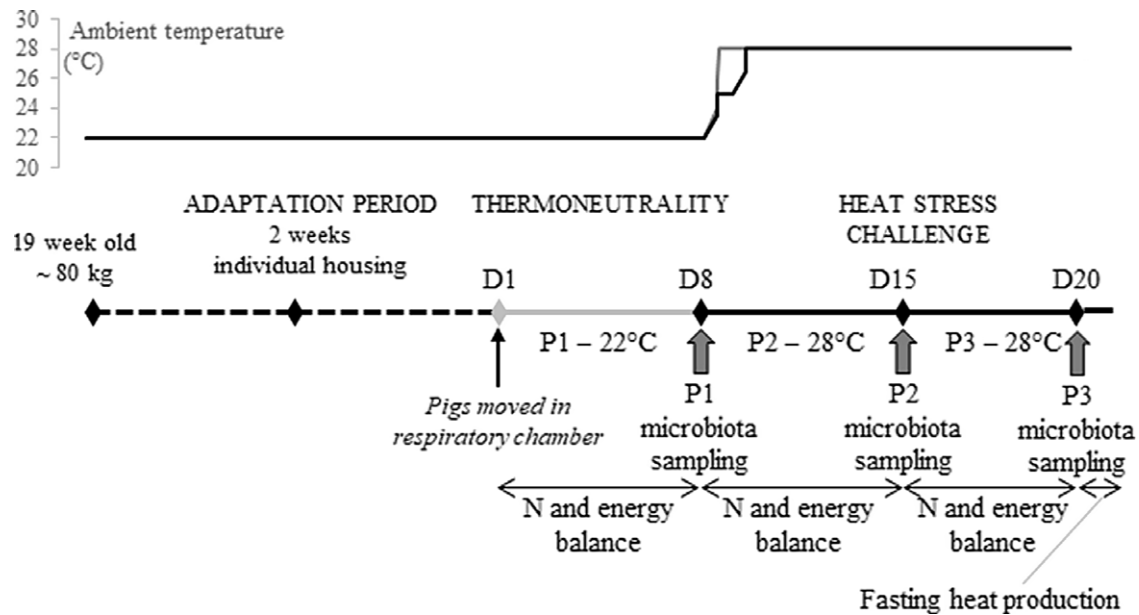 30
28
26
24
22
20
Ambient temperature
(°C)
ADAPTATION PERIOD
2 weeks
individual housing
THERMONEUTRALITY
HEAT STRESS
CHALLENGE
19 week old
~ 80 kg
D1
D8
D15
D20
P1 – 22°C
P2 – 28°C
P3 – 28°C
Pigs moved in
respiratory chamber
P1
microbiota
sampling
P2
microbiota
sampling
P3
microbiota
sampling
N and energy
balance
N and energy
balance
N and energy
balance
Fasting heat production